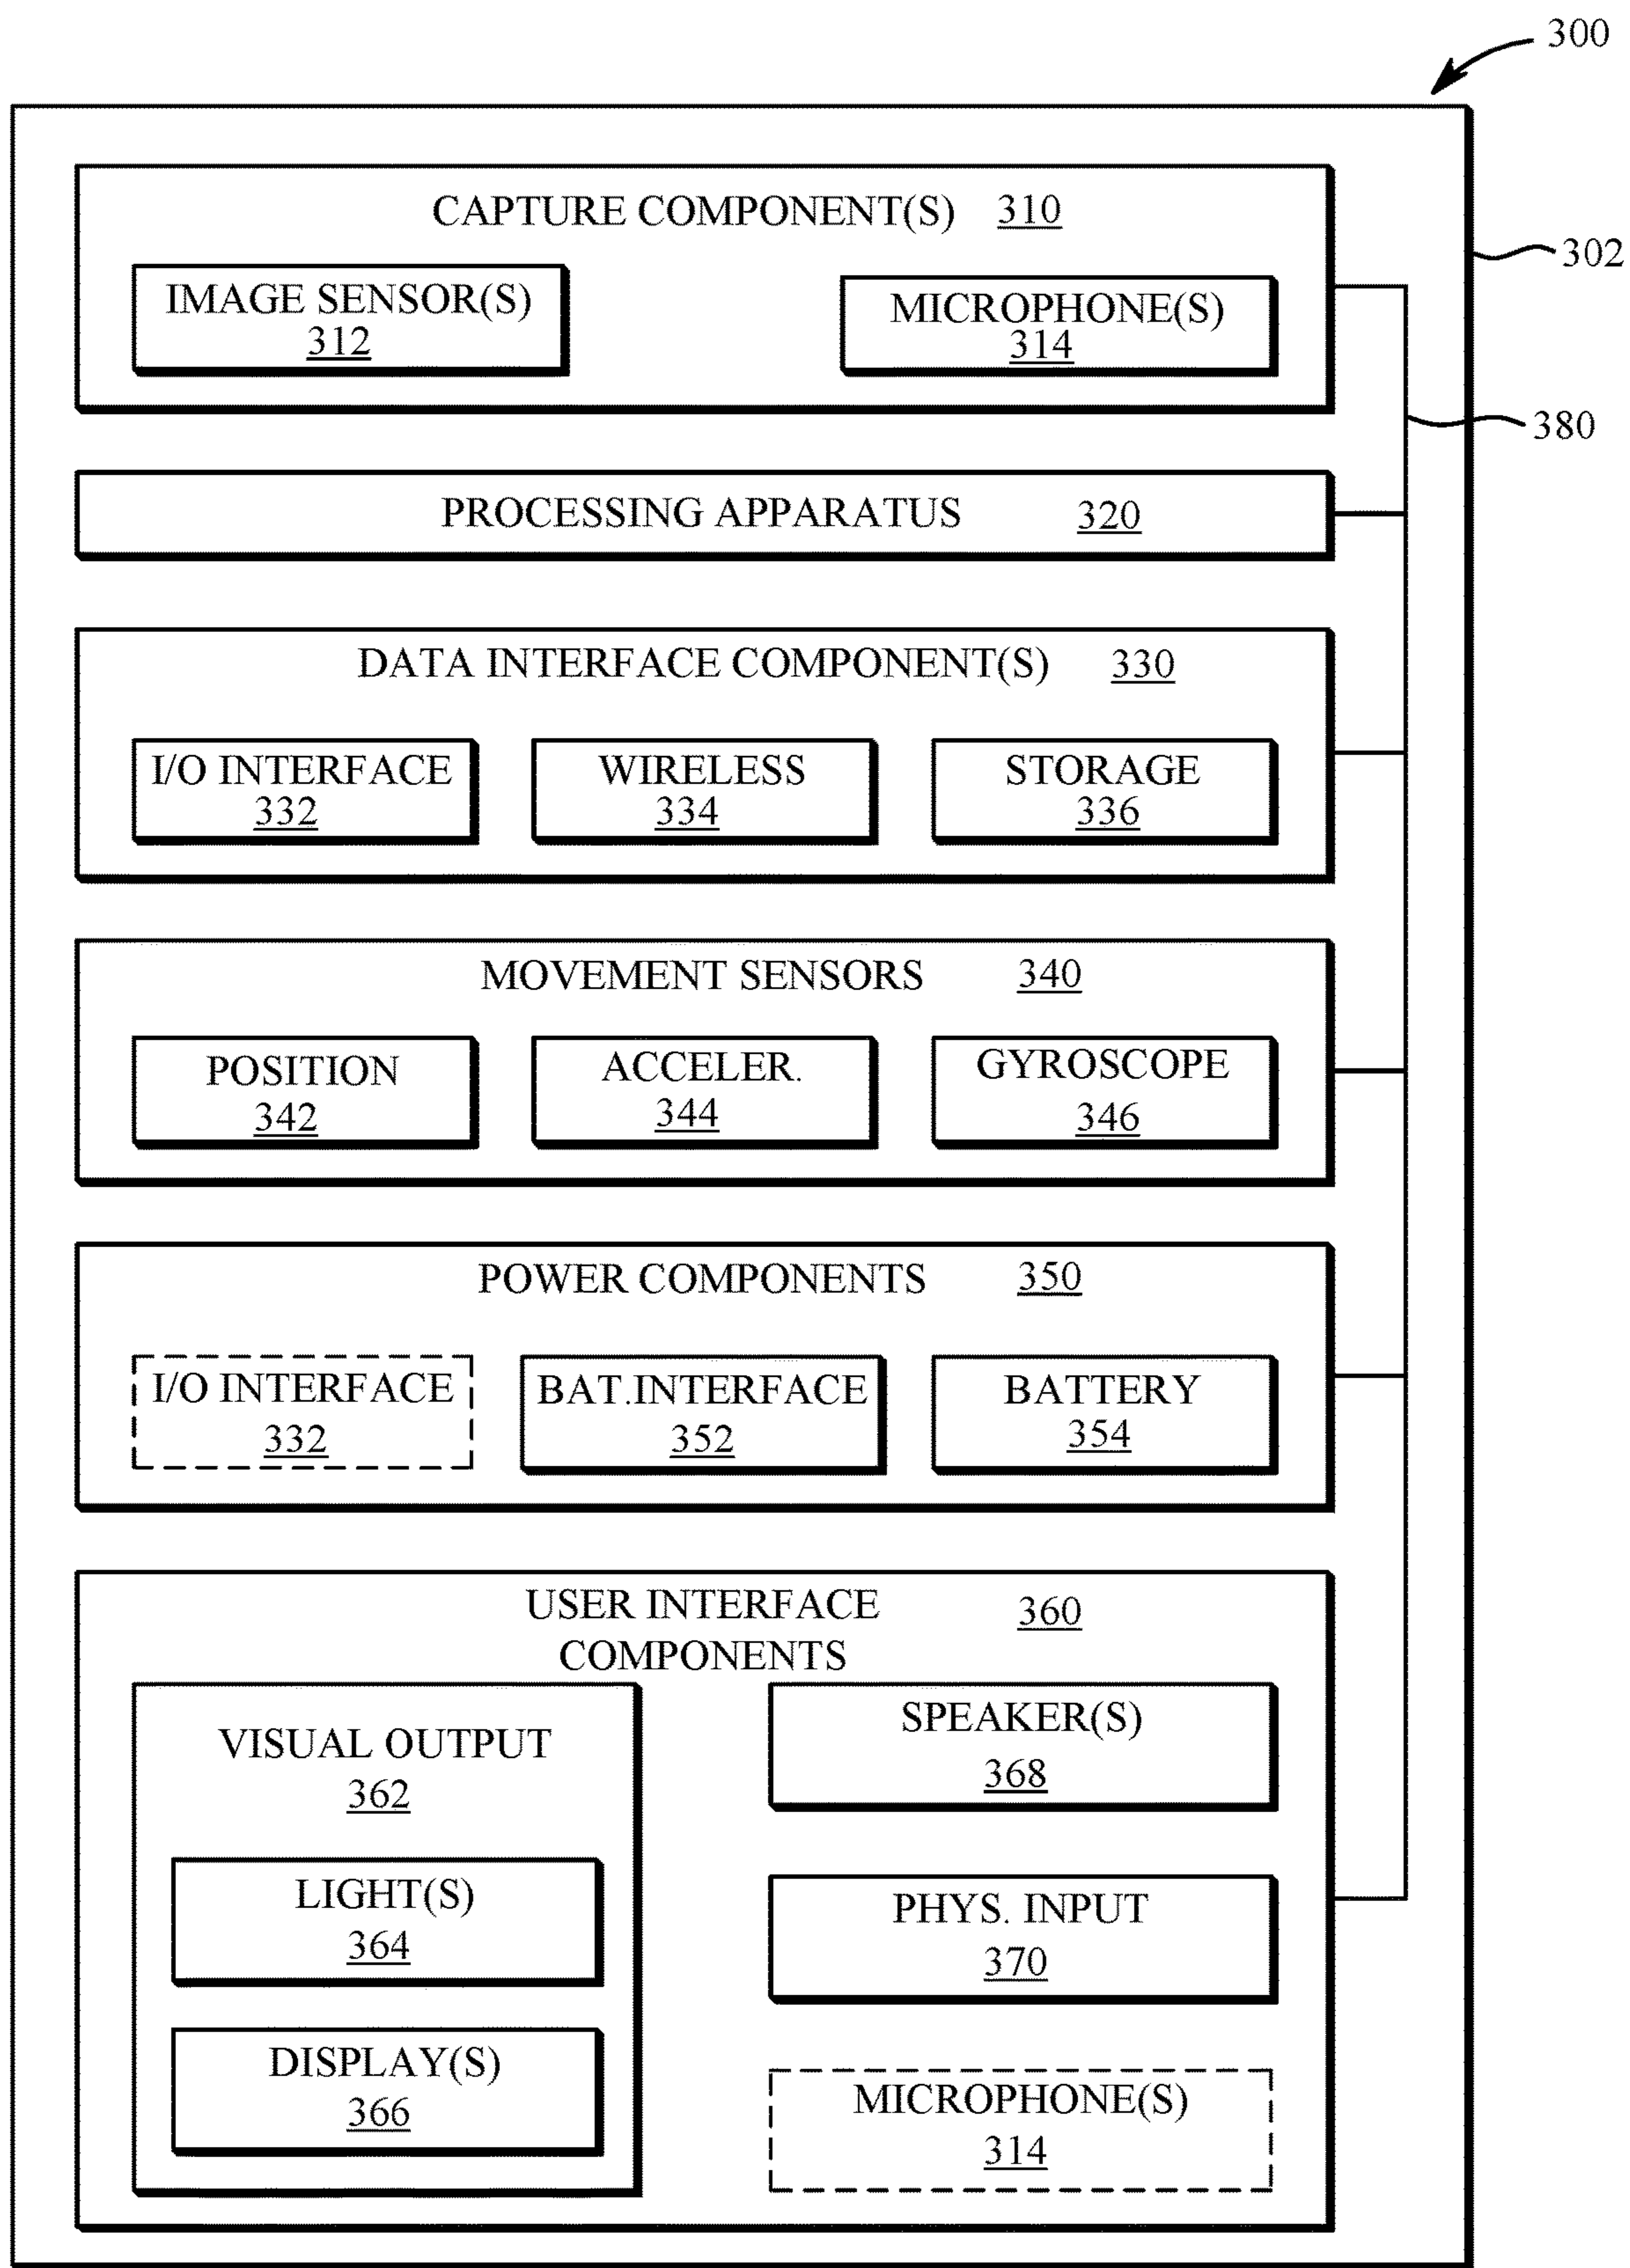 300
CAPTURE COMPONENT(S) 310
302
IMAGE SENSOR(S)
312
MICROPHONE(S)
314
380
PROCESSING APPARATUS 320
DATA INTERFACE COMPONENT(S) 330
I/O INTERFACE
332
WIRELESS
334
STORAGE
336
MOVEMENT SENSORS 340
POSITION
342
ACCELER.
344
GYROSCOPE
346
POWER COMPONENTS 350
I/O INTERFACE
332
BAT.INTERFACE
352
BATTERY
354
USER INTERFACE 360
COMPONENTS
VISUAL OUTPUT
362
LIGHT(S)
364
DISPLAY(S)
366
SPEAKER(S)
368
PHYS. INPUT
370
MICROPHONE(S)
314